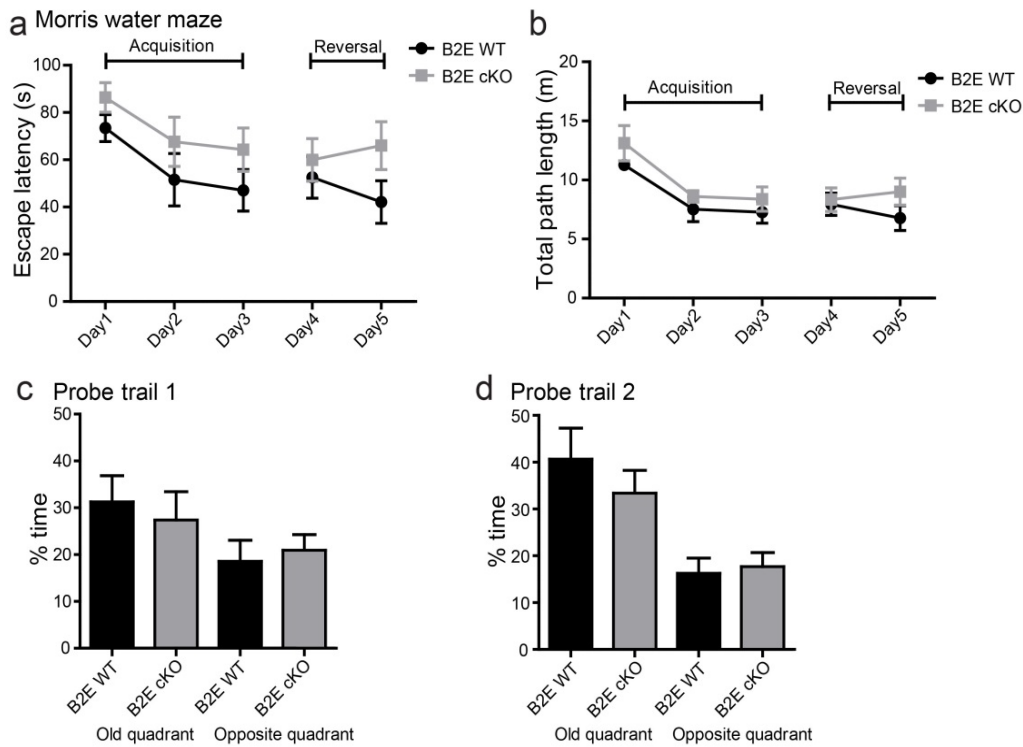 a Morris water maze
Acquisition
Reversal
B2E WT
B2E cKO
Escape latency (s)
100
80
60
40
20
0
Day1
Day2
Day3
Day4
Day5
b
Acquisition
Reversal
B2E WT
B2E cKO
Total path length (m)
20
15
10
5
0
Day1
Day2
Day3
Day4
Day5
c Probe trail 1
% time
50
40
30
20
10
0
B2E WT
B2E cKO
B2E WT
B2E cKO
Old quadrant
Opposite quadrant
d Probe trail 2
% time
50
40
30
20
10
0
B2E WT
B2E cKO
B2E WT
B2E cKO
Old quadrant
Opposite quadrant